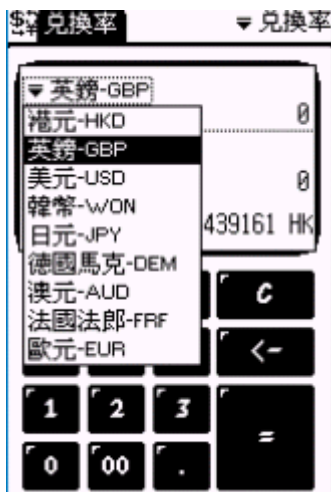 兌換率 ▼兌換率
▼英鎊-GBP
0
港元-HKD
英鎊-GBP
美元-USD
0
韓幣-WON
日元-JPY
439161 HK
德國馬克-DEM
澳元-AUD
C
法國法郎-FRF
歐元-EUR
<-
1 2 3
=
0 00 .